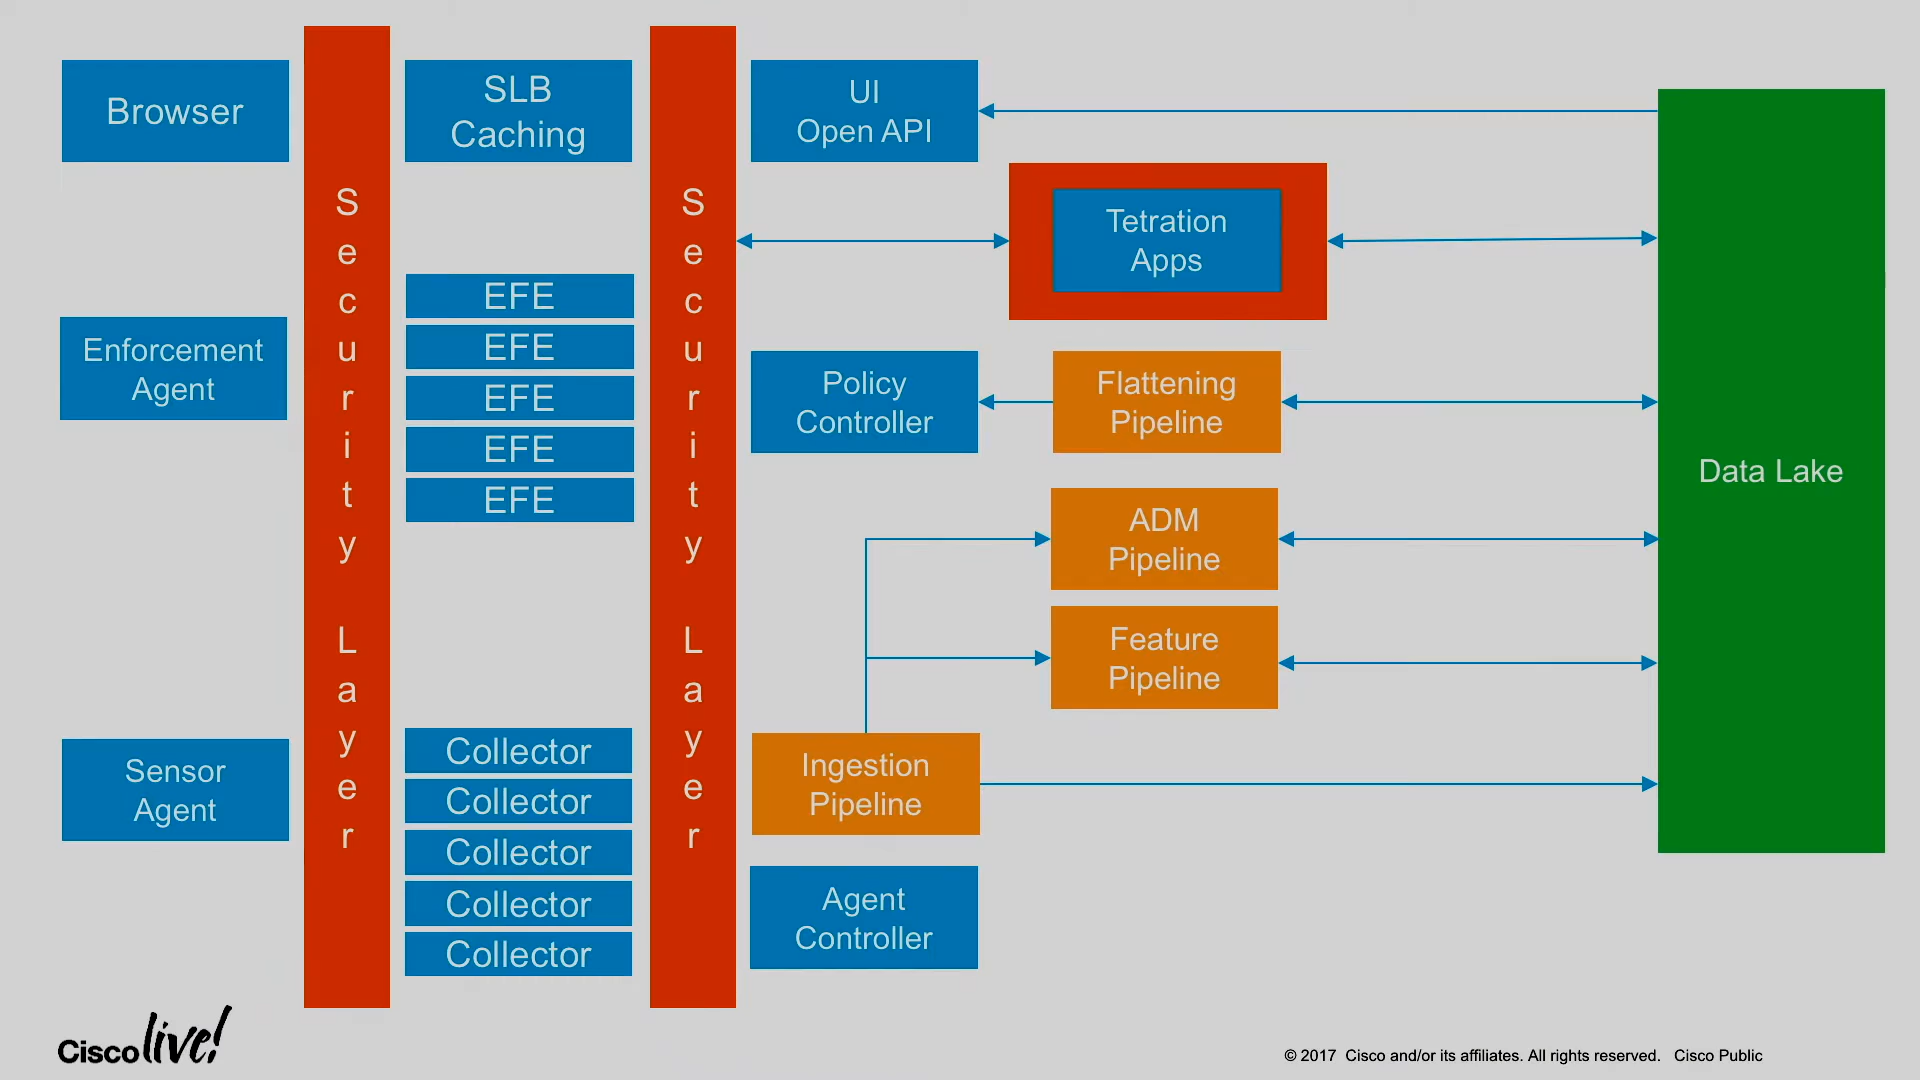 Browser
SLB
Caching
UI
Open API
Security Layer
Security Layer
Tetration
Apps
EFE
EFE
EFE
EFE
EFE
Enforcement
Agent
Policy
Controller
Flattening
Pipeline
Data Lake
ADM
Pipeline
Feature
Pipeline
Sensor
Agent
Collector
Collector
Collector
Collector
Collector
Ingestion
Pipeline
Agent
Controller
Cisco live!
© 2017 Cisco and/or its affiliates. All rights reserved. Cisco Public